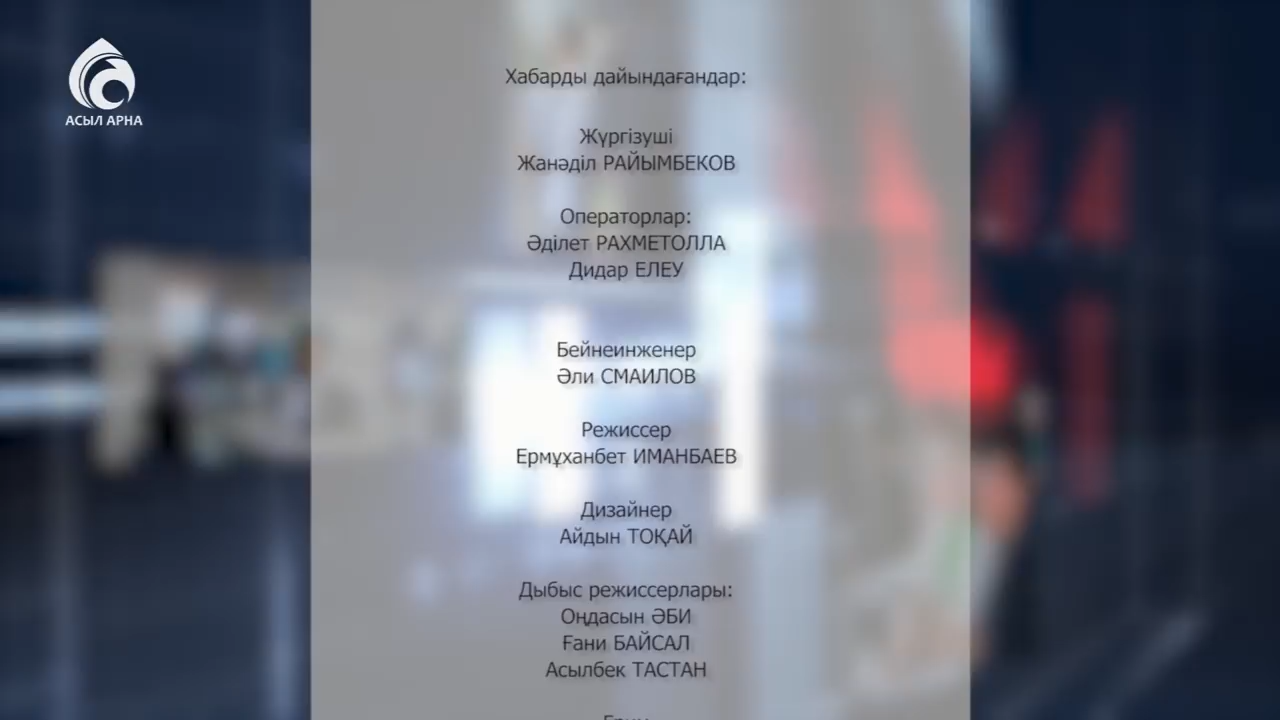 АСЫЛ АРНА
Хабарды дайындағандар:
Жүргізуші
Жанәділ РАЙЫМБЕКОВ
Операторлар:
Әділет РАХМЕТОЛЛА
Дидар ЕЛЕУ
Бейнеинженер
Әли СМАИЛОВ
Режиссер
Ермұханбет ИМАНБАЕВ
Дизайнер
Айдын ТОҚАЙ
Дыбыс режиссерлары:
Оңдасын ӘБИ
Ғани БАЙСАЛ
Асылбек ТАСТАН